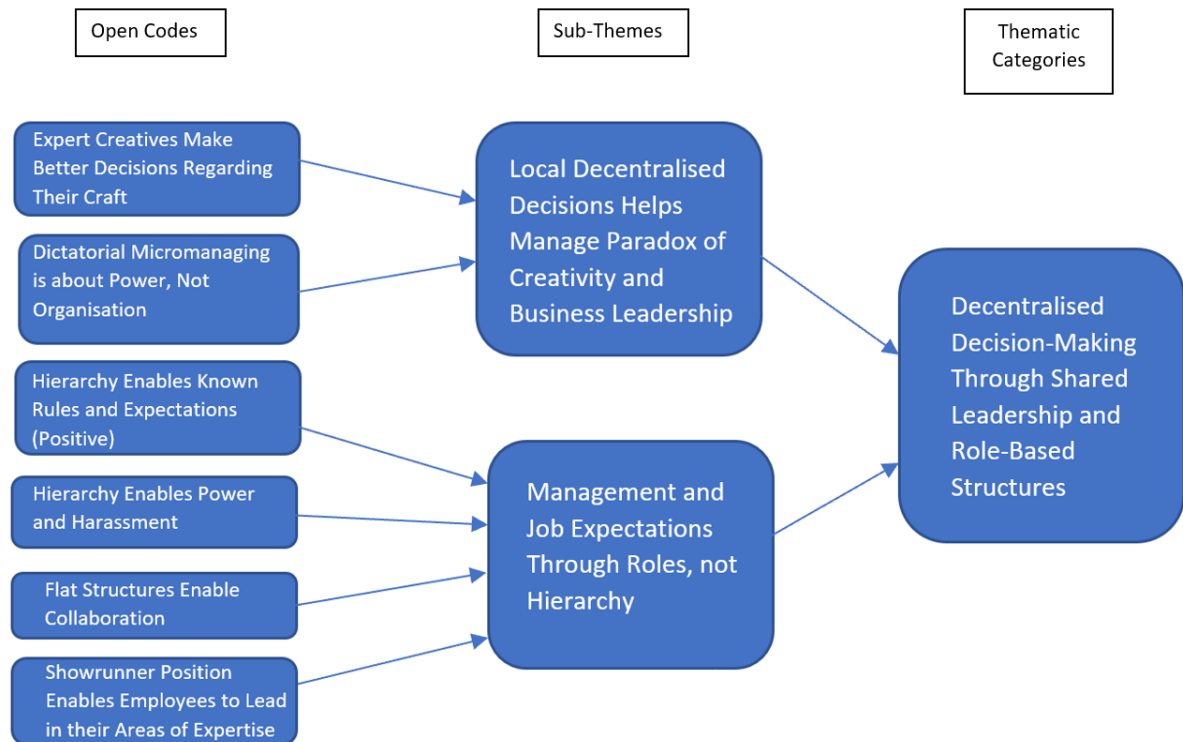 Open Codes
Sub-Themes
Thematic
Categories
Expert Creatives Make
Better Decisions Regarding
Their Craft
Dictatorial Micromanaging
is about Power, Not
Organisation
Hierarchy Enables Known
Rules and Expectations
(Positive)
Hierarchy Enables Power
and Harassment
Flat Structures Enable
Collaboration
Showrunner Position
Enables Employees to Lead
in their Areas of Expertise
Local Decentralised
Decisions Helps
Manage Paradox of
Creativity and
Business Leadership
Management and
Job Expectations
Through Roles, not
Hierarchy
Decentralised
Decision-Making
Through Shared
Leadership and
Role-Based
Structures